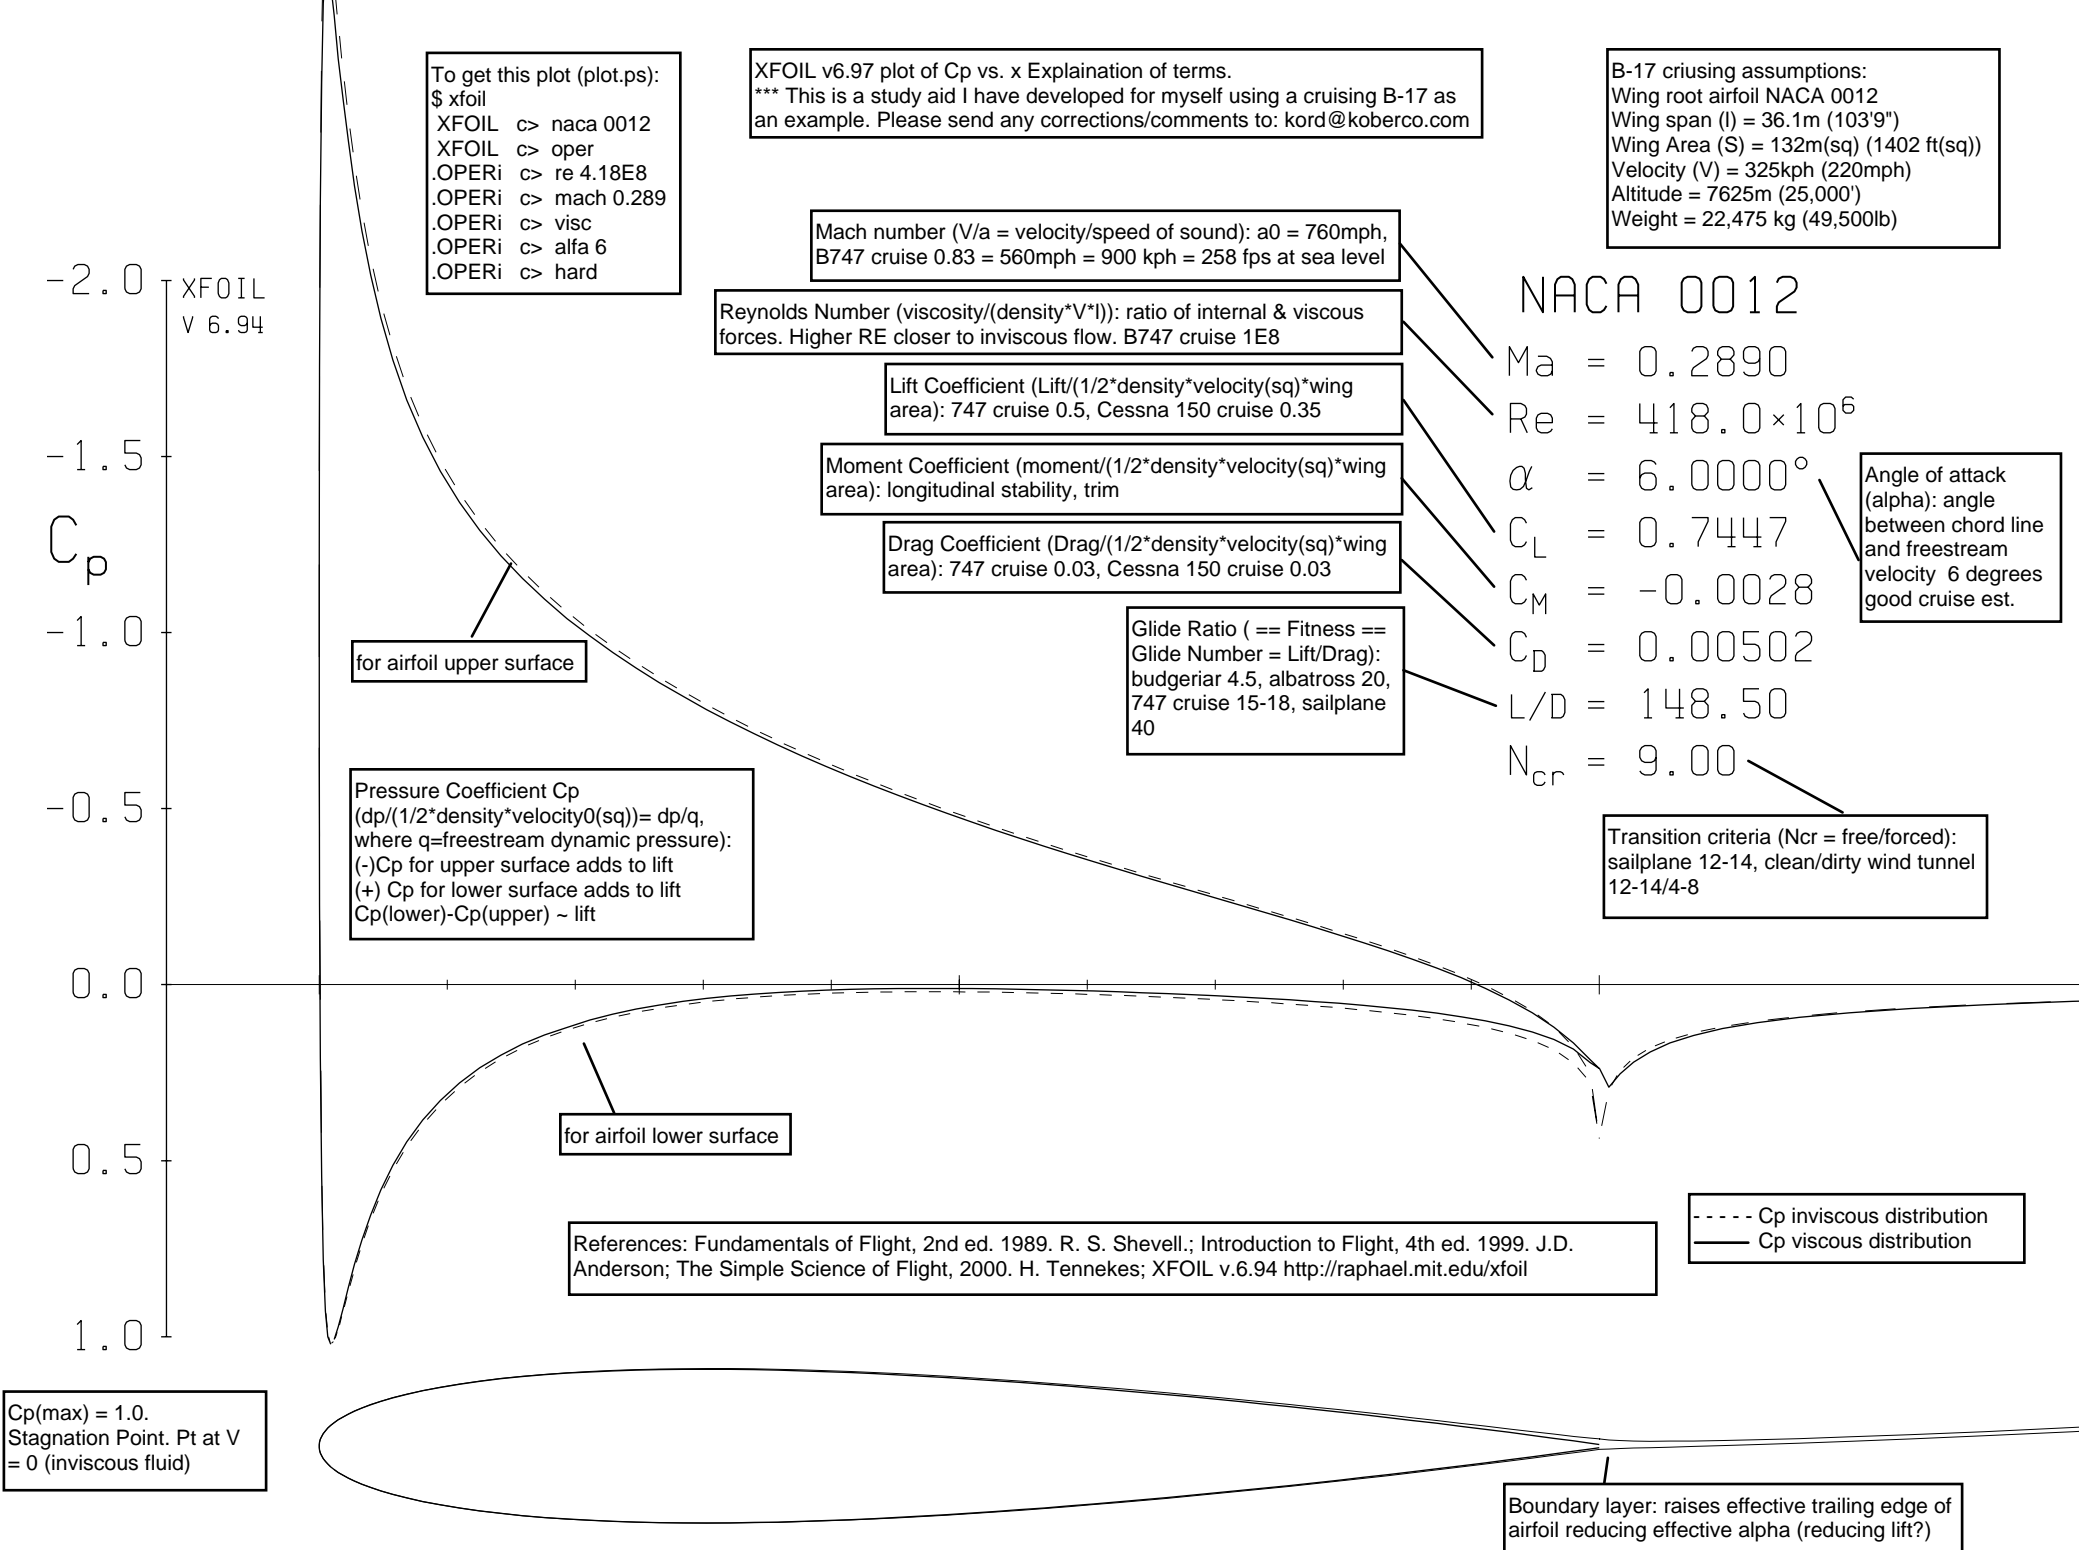 To get this plot (plot.ps):
$ xfoil
XFOIL c> naca 0012
XFOIL c> oper
.OPERi c> re 4.18E8
.OPERi c> mach 0.289
.OPERi c> visc
.OPERi c> alfa 6
.OPERi c> hard
XFOIL v6.97 plot of Cp vs. x Explaination of terms.
*** This is a study aid I have developed for myself using a cruising B-17 as
an example. Please send any corrections/comments to: kord@koberco.com
B-17 criusing assumptions:
Wing root airfoil NACA 0012
Wing span (l) = 36.1m (103'9")
Wing Area (S) = 132m(sq) (1402 ft(sq))
Velocity (V) = 325kph (220mph)
Altitude = 7625m (25,000')
Weight = 22,475 kg (49,500lb)
Mach number (V/a = velocity/speed of sound): a0 = 760mph,
B747 cruise 0.83 = 560mph = 900 kph = 258 fps at sea level
Reynolds Number (viscosity/(density*V*l)): ratio of internal & viscous
forces. Higher RE closer to inviscous flow. B747 cruise 1E8
Lift Coefficient (Lift/(1/2*density*velocity(sq)*wing
area): 747 cruise 0.5, Cessna 150 cruise 0.35
Moment Coefficient (moment/(1/2*density*velocity(sq)*wing
area): longitudinal stability, trim
Drag Coefficient (Drag/(1/2*density*velocity(sq)*wing
area): 747 cruise 0.03, Cessna 150 cruise 0.03
Glide Ratio ( == Fitness ==
Glide Number = Lift/Drag):
budgeriar 4.5, albatross 20,
747 cruise 15-18, sailplane
40
NACA 0012
Ma = 0.2890
Re = 418.0×10⁶
α = 6.0000°
C_L = 0.7447
C_M = -0.0028
C_D = 0.00502
L/D = 148.50
N_cr = 9.00
Angle of attack
(alpha): angle
between chord line
and freestream
velocity 6 degrees
good cruise est.
Transition criteria (Ncr = free/forced):
sailplane 12-14, clean/dirty wind tunnel
12-14/4-8
XFOIL
V 6.94
-2.0
-1.5
C_p
-1.0
-0.5
0.0
0.5
1.0
for airfoil upper surface
Pressure Coefficient Cp
(dp/(1/2*density*velocity0(sq))= dp/q,
where q=freestream dynamic pressure):
(-)Cp for upper surface adds to lift
(+) Cp for lower surface adds to lift
Cp(lower)-Cp(upper) ~ lift
for airfoil lower surface
References: Fundamentals of Flight, 2nd ed. 1989. R. S. Shevell.; Introduction to Flight, 4th ed. 1999. J.D.
Anderson; The Simple Science of Flight, 2000. H. Tennekes; XFOIL v.6.94 http://raphael.mit.edu/xfoil
Cp inviscous distribution
Cp viscous distribution
Cp(max) = 1.0.
Stagnation Point. Pt at V
= 0 (inviscous fluid)
Boundary layer: raises effective trailing edge of
airfoil reducing effective alpha (reducing lift?)